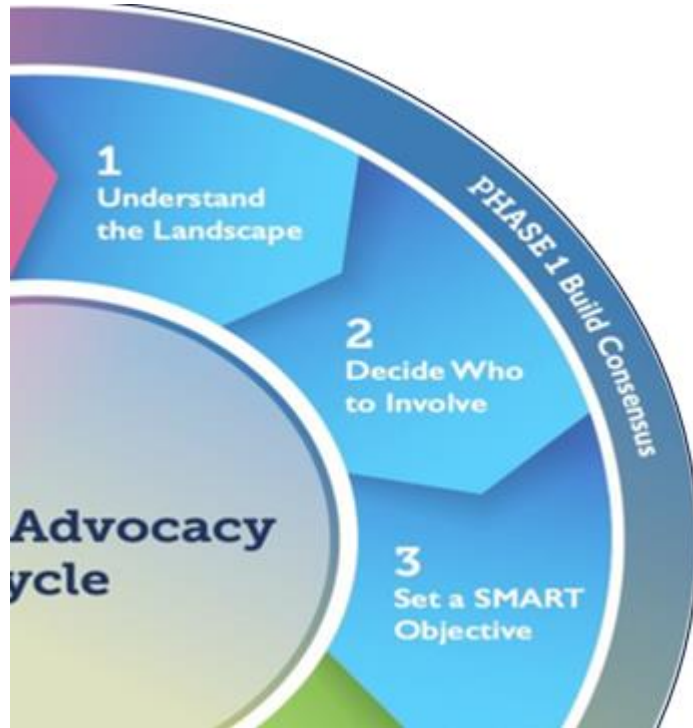 1
Understand
the Landscape
PHASE 1 Build Consensus
2
Decide Who
to Involve
Advocacy
ycle
3
Set a SMART
Objective